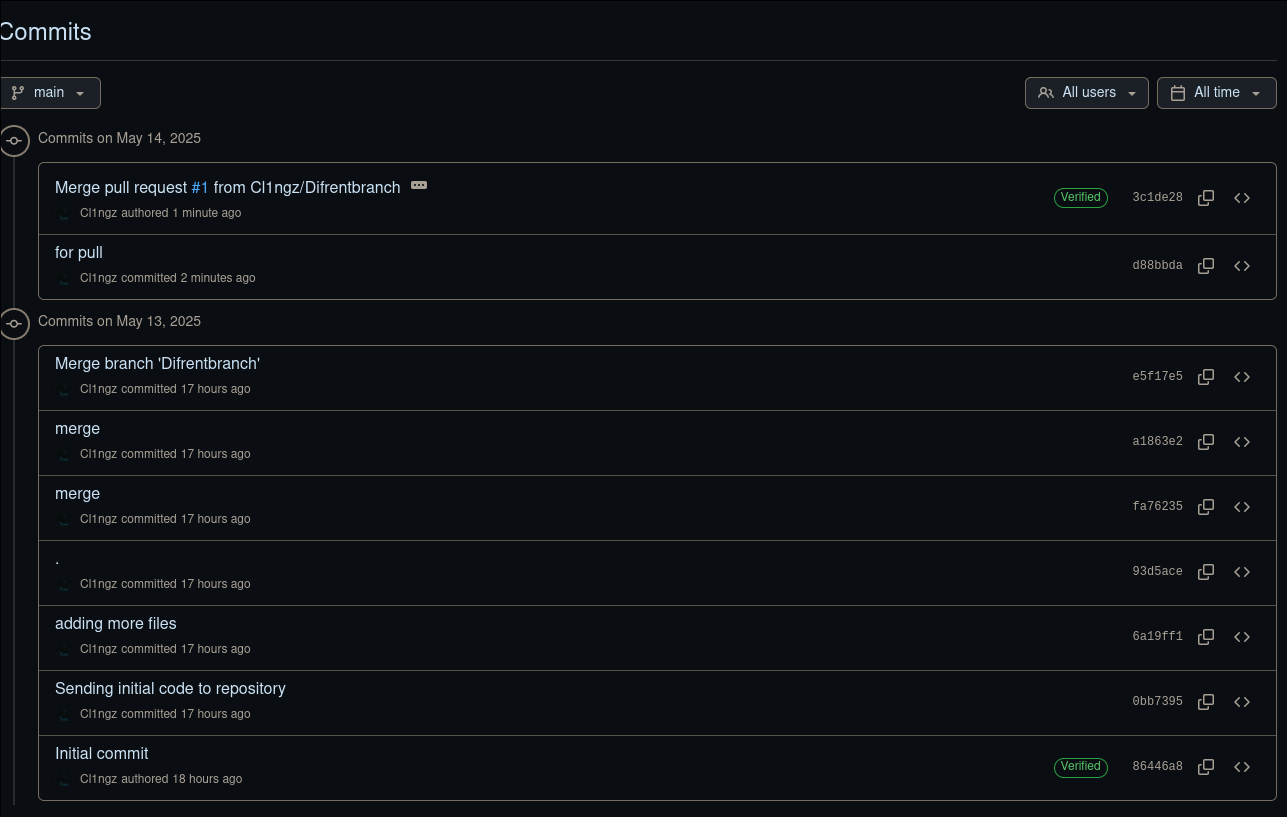 Commits
main
All users
All time
Commits on May 14, 2025
Merge pull request #1 from Cl1ngz/Difrentbranch
Cl1ngz authored 1 minute ago
Verified
3c1de28
for pull
Cl1ngz committed 2 minutes ago
d88bbda
Commits on May 13, 2025
Merge branch 'Difrentbranch'
Cl1ngz committed 17 hours ago
e5f17e5
merge
Cl1ngz committed 17 hours ago
a1863e2
merge
Cl1ngz committed 17 hours ago
fa76235
.
Cl1ngz committed 17 hours ago
93d5ace
adding more files
Cl1ngz committed 17 hours ago
6a19ff1
Sending initial code to repository
Cl1ngz committed 17 hours ago
0bb7395
Initial commit
Cl1ngz authored 18 hours ago
Verified
86446a8